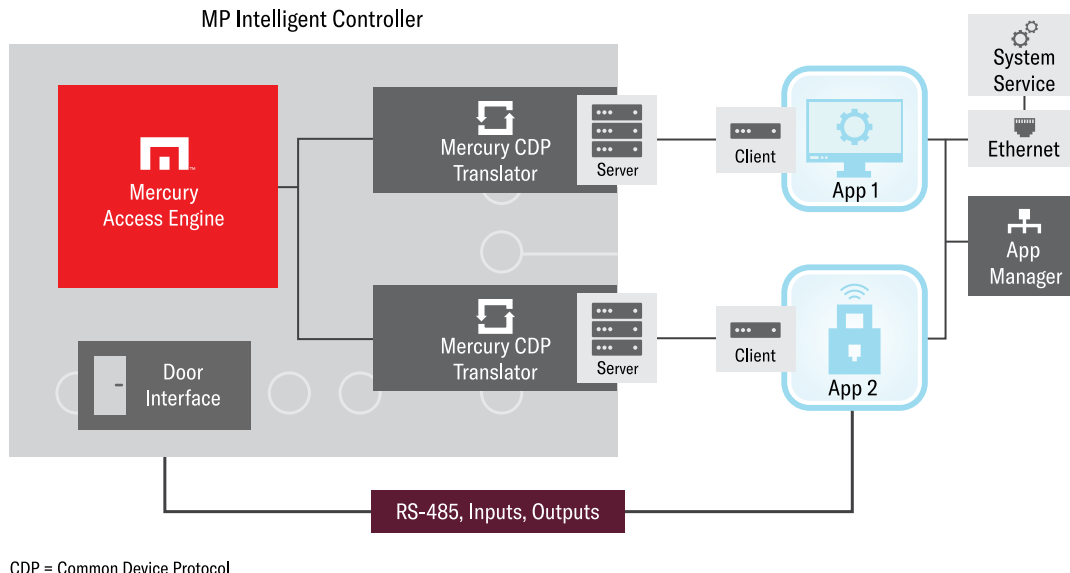 MP Intelligent Controller
Mercury
Access Engine
Mercury CDP
Translator
Server
Client
App 1
System
Service
Ethernet
App
Manager
Mercury CDP
Translator
Server
Client
App 2
Door
Interface
RS-485, Inputs, Outputs
CDP = Common Device Protocol